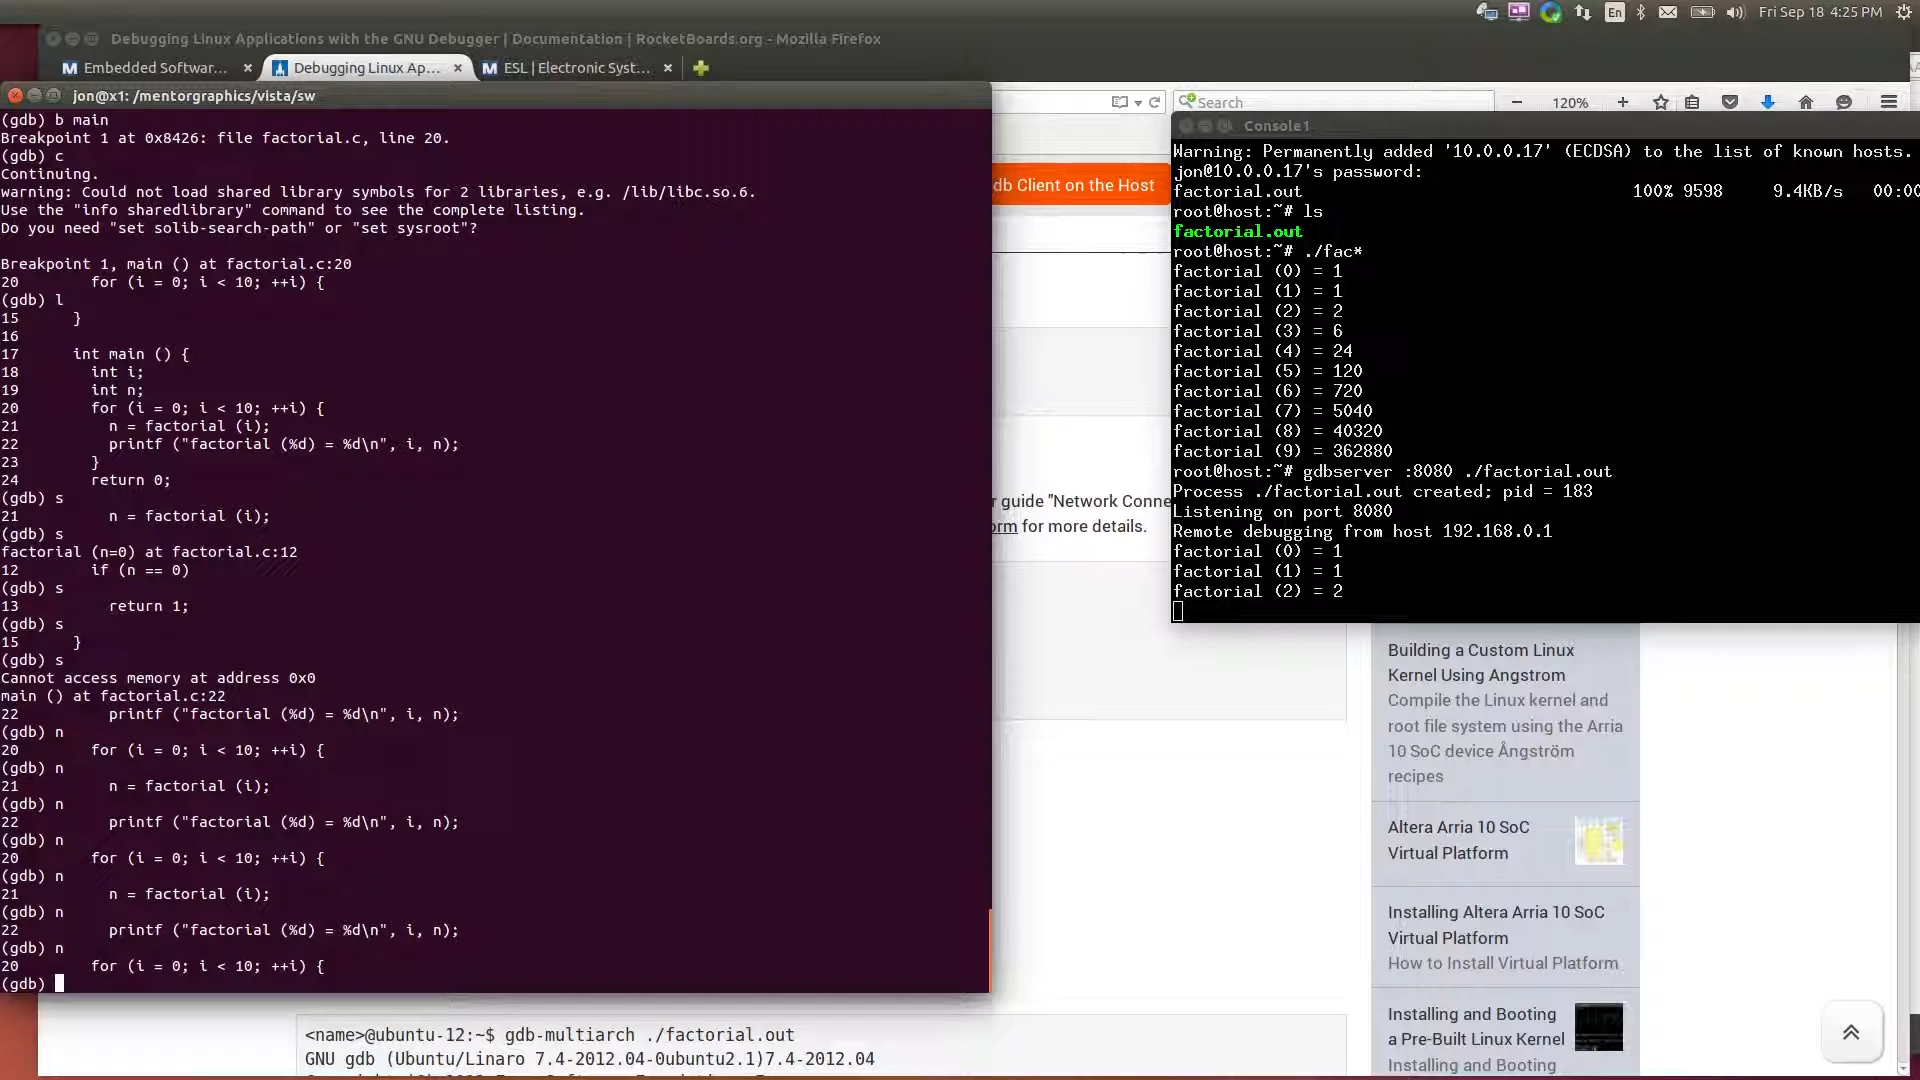 En
Fri Sep 18 4:25 PM
Debugging Linux Applications with the GNU Debugger | Documentation | RocketBoards.org - Mozilla Firefox
Embedded Softwar...
Debugging Linux Ap...
ESL | Electronic Syst...
jon@x1: /mentorgraphics/vista/sw
(gdb) b main
Breakpoint 1 at 0x8426: file factorial.c, line 20.
(gdb) c
Continuing.
warning: Could not load shared library symbols for 2 libraries, e.g. /lib/libc.so.6.
Use the "info sharedlibrary" command to see the complete listing.
Do you need "set solib-search-path" or "set sysroot"?
Breakpoint 1, main () at factorial.c:20
20 for (i = 0; i < 10; ++i) {
(gdb) l
15 }
16
17 int main () {
18 int i;
19 int n;
20 for (i = 0; i < 10; ++i) {
21 n = factorial (i);
22 printf ("factorial (%d) = %d\n", i, n);
23 }
24 return 0;
(gdb) s
21 n = factorial (i);
(gdb) s
factorial (n=0) at factorial.c:12
12 if (n == 0)
(gdb) s
13 return 1;
(gdb) s
15 }
(gdb) s
Cannot access memory at address 0x0
main () at factorial.c:22
22 printf ("factorial (%d) = %d\n", i, n);
(gdb) n
20 for (i = 0; i < 10; ++i) {
(gdb) n
21 n = factorial (i);
(gdb) n
22 printf ("factorial (%d) = %d\n", i, n);
(gdb) n
20 for (i = 0; i < 10; ++i) {
(gdb) n
21 n = factorial (i);
(gdb) n
22 printf ("factorial (%d) = %d\n", i, n);
(gdb) n
20 for (i = 0; i < 10; ++i) {
(gdb)
Search
120%
db Client on the Host
r guide "Network Conne
orm for more details.
Console1
Warning: Permanently added '10.0.0.17' (ECDSA) to the list of known hosts.
jon@10.0.0.17's password:
factorial.out 100% 9598 9.4KB/s 00:00
root@host:~# ls
factorial.out
root@host:~# ./fac*
factorial (0) = 1
factorial (1) = 1
factorial (2) = 2
factorial (3) = 6
factorial (4) = 24
factorial (5) = 120
factorial (6) = 720
factorial (7) = 5040
factorial (8) = 40320
factorial (9) = 362880
root@host:~# gdbserver :8080 ./factorial.out
Process ./factorial.out created; pid = 183
Listening on port 8080
Remote debugging from host 192.168.0.1
factorial (0) = 1
factorial (1) = 1
factorial (2) = 2
Building a Custom Linux
Kernel Using Angstrom
Compile the Linux kernel and
root file system using the Arria
10 SoC device Ångström
recipes
Altera Arria 10 SoC
Virtual Platform
Installing Altera Arria 10 SoC
Virtual Platform
How to Install Virtual Platform
Installing and Booting
a Pre-Built Linux Kernel
Installing and Booting
<name>@ubuntu-12:~$ gdb-multiarch ./factorial.out
GNU gdb (Ubuntu/Linaro 7.4-2012.04-0ubuntu2.1)7.4-2012.04